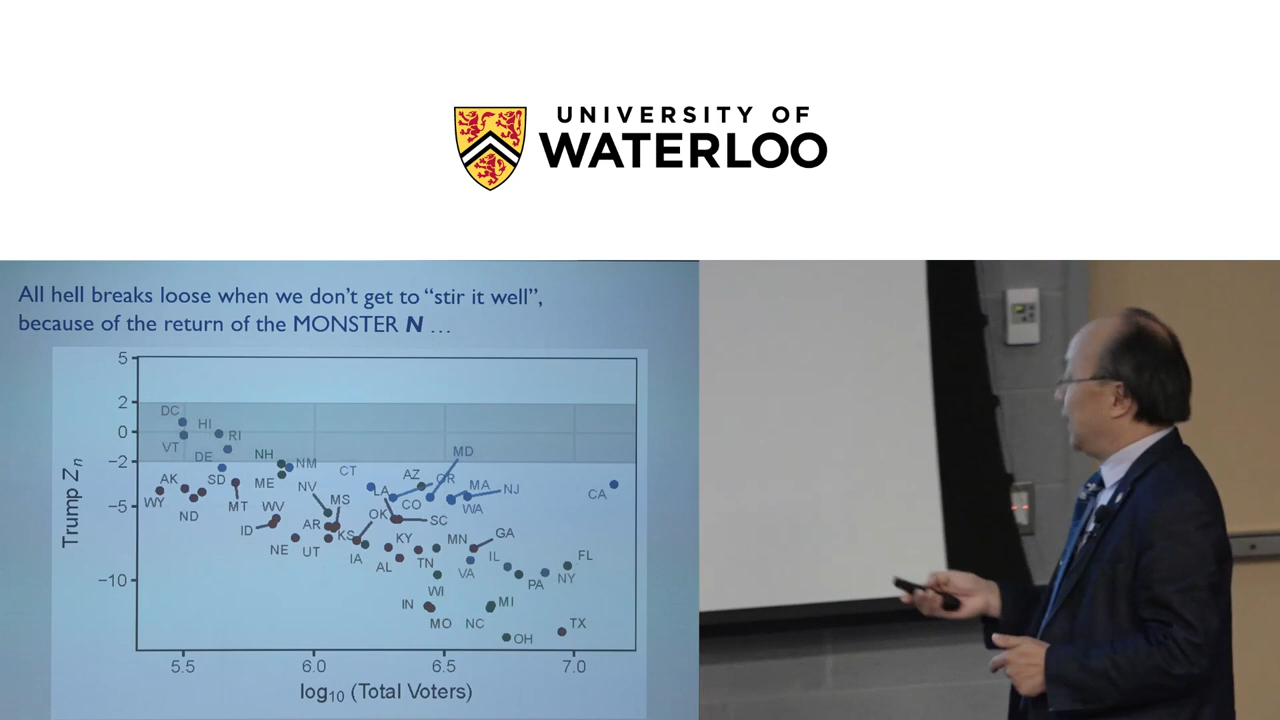 UNIVERSITY OF
WATERLOO
All hell breaks loose when we don't get to “stir it well”,
because of the return of the MONSTER N …
5
2
0
−2
−5
−10
Trump Zn
DC
HI
VT
RI
DE
NH
NM
ME
CT
AZ
OR
MD
MA
NJ
CA
AK
SD
WY
ND
MT
WV
NV
MS
LA
CO
WA
ID
AR
KS
OK
SC
NE
UT
IA
KY
AL
TN
MN
GA
VA
IL
FL
PA
NY
WI
IN
MO
NC
MI
OH
TX
5.5 6.0 6.5 7.0
log10 (Total Voters)